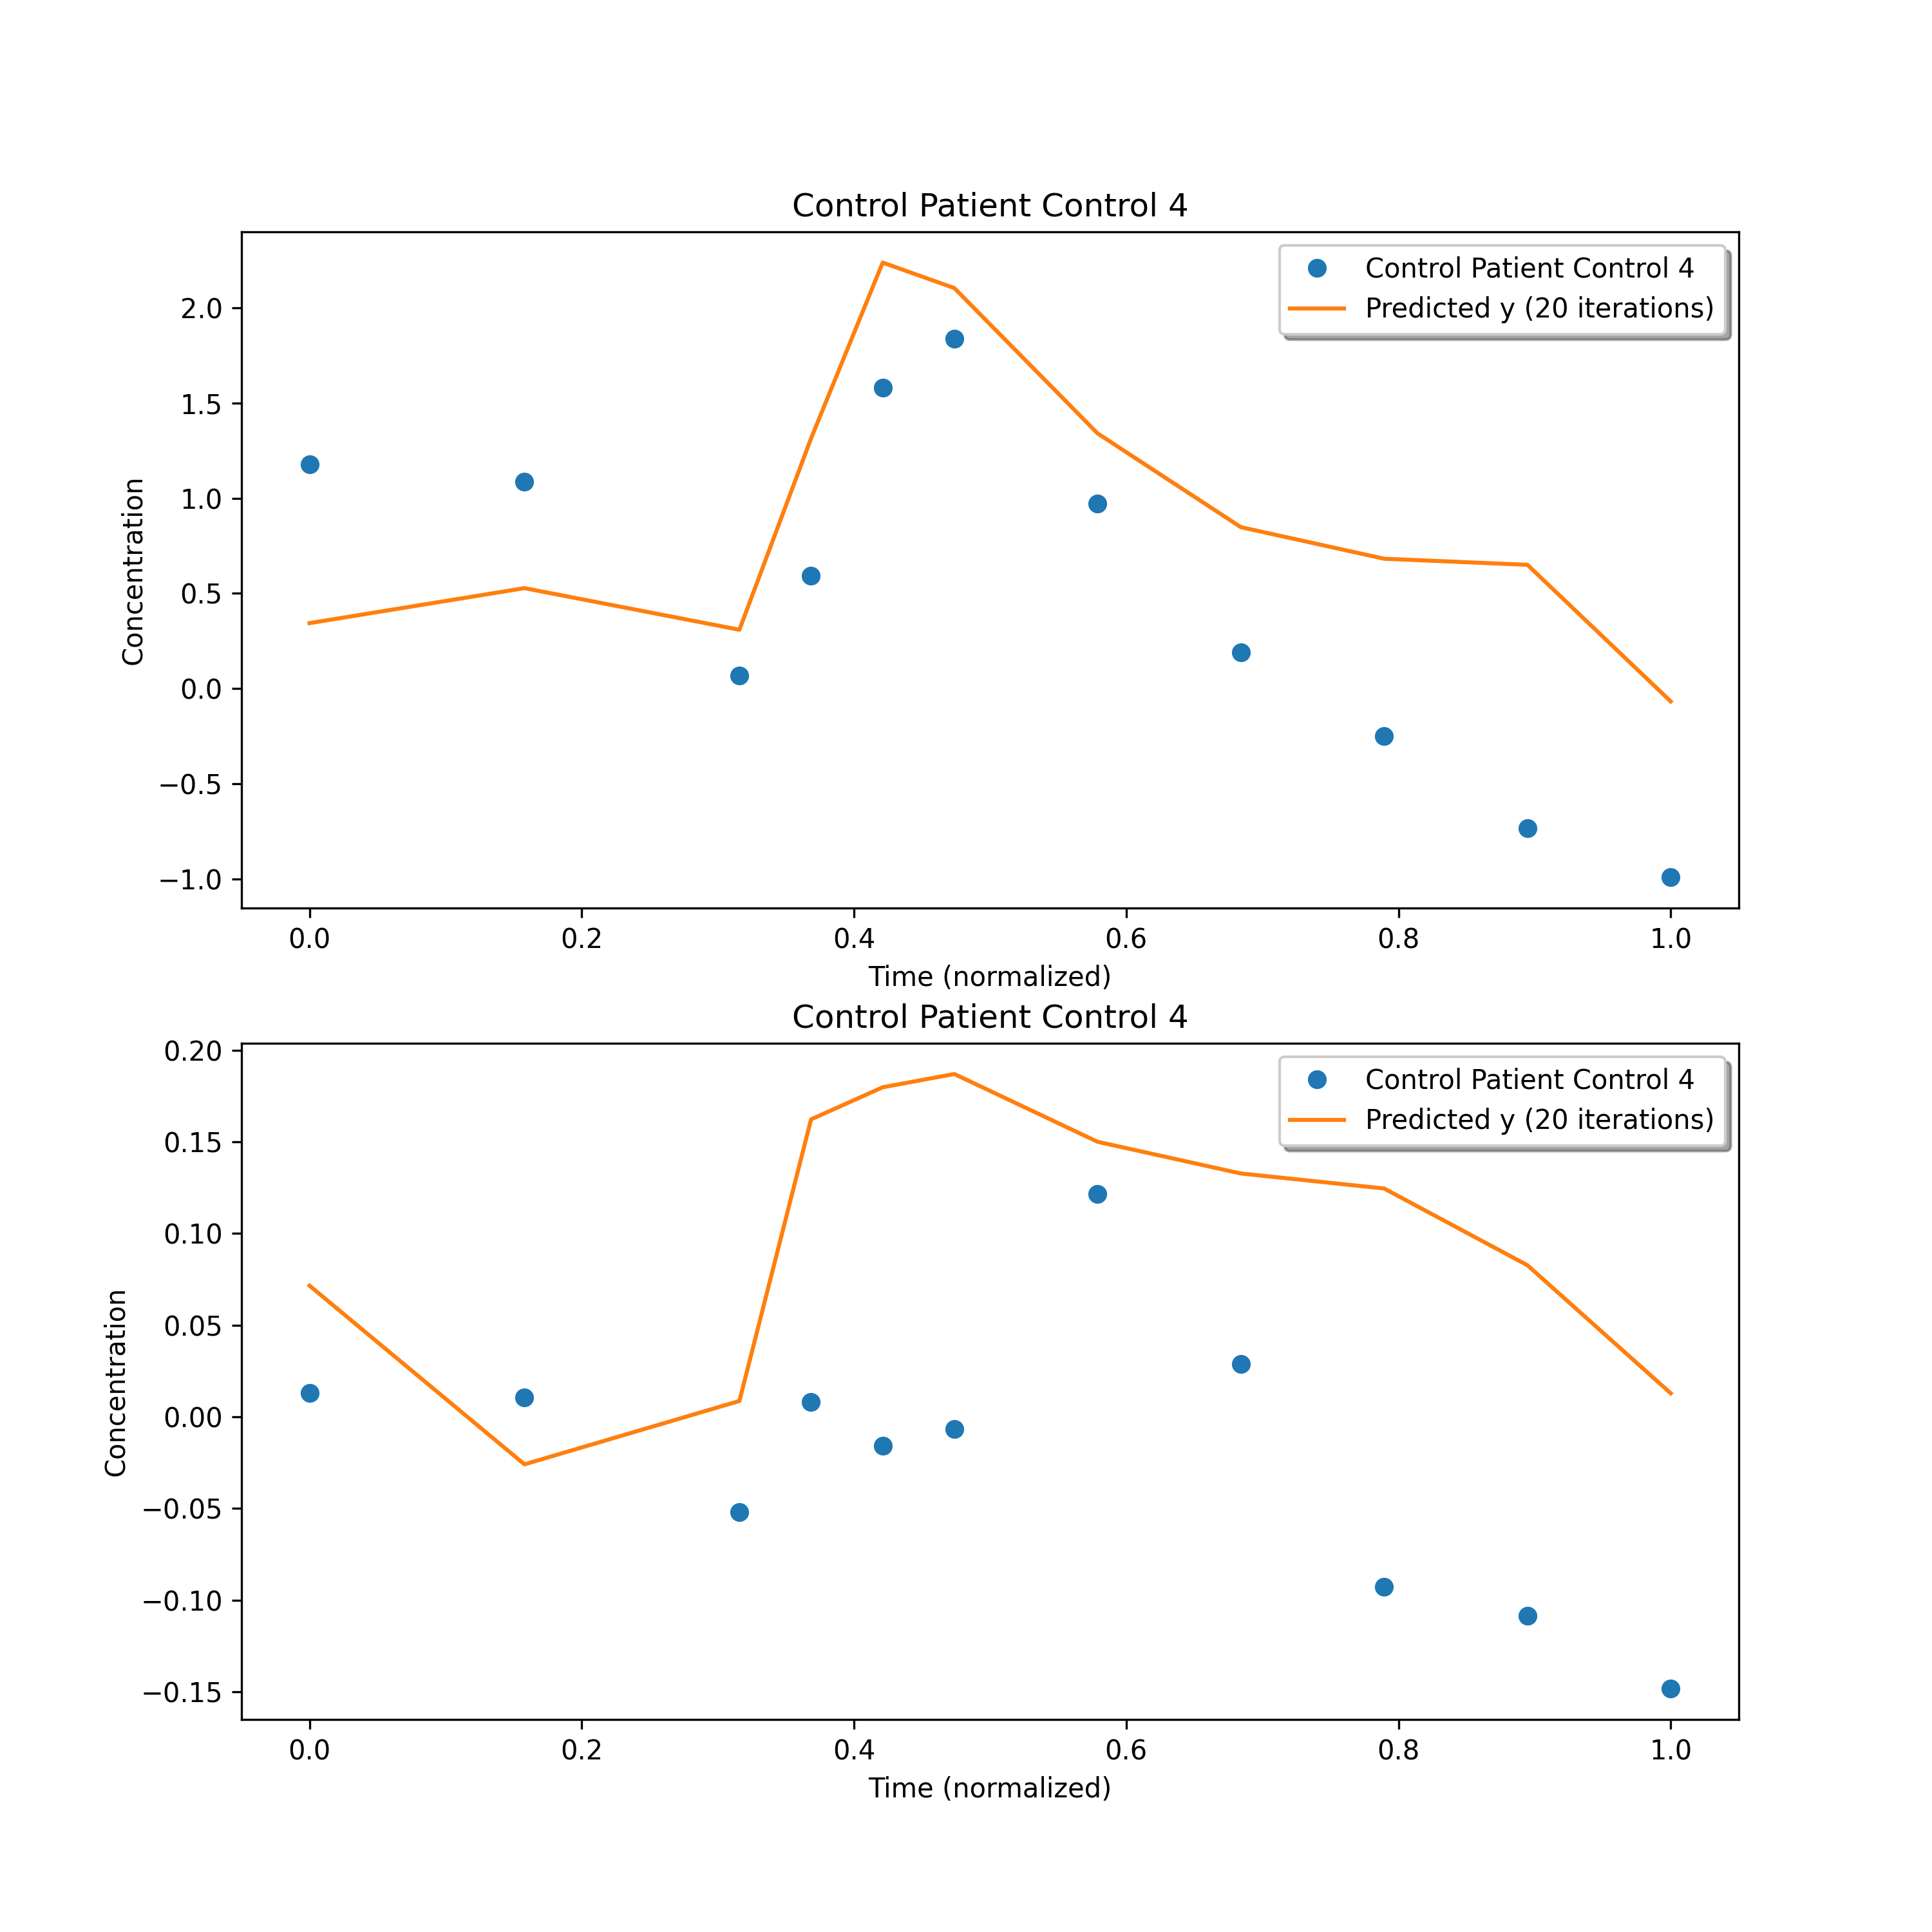 Control Patient Control 4
Control Patient Control 4
Predicted y (20 iterations)
2.0
1.5
1.0
0.5
0.0
−0.5
−1.0
Concentration
0.0 0.2 0.4 0.6 0.8 1.0
Time (normalized)
Control Patient Control 4
Control Patient Control 4
Predicted y (20 iterations)
0.20
0.15
0.10
0.05
0.00
−0.05
−0.10
−0.15
Concentration
0.0 0.2 0.4 0.6 0.8 1.0
Time (normalized)